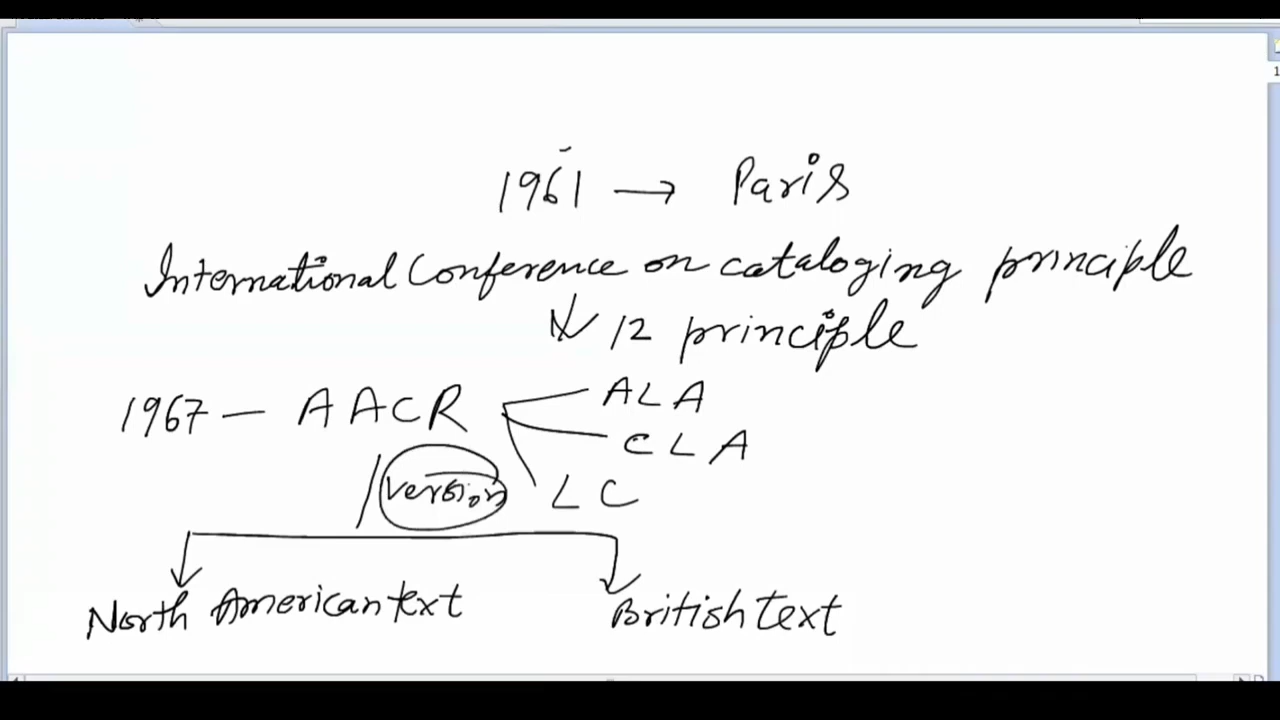 1961 → Paris
International Conference on cataloging principle
12 principle
1967 — AACR
ALA
CLA
Version
LC
North American text
British text
1